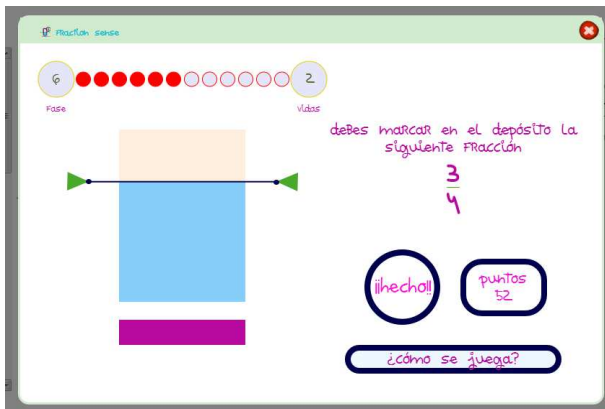 Fraction sense
6
2
Fase
Vidas
debes marcar en el depósito la
siguiente fracción
3
4
¡¡hecho!!
puntos
52
¿cómo se juega?